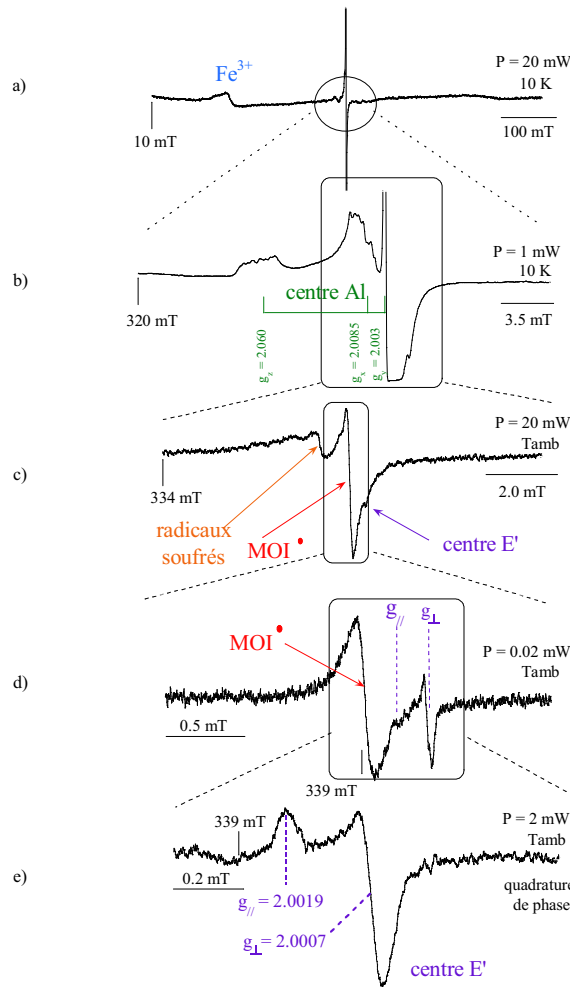 a)
Fe³⁺
P = 20 mW
10 K
10 mT
100 mT
b)
P = 1 mW
10 K
centre Al
320 mT
3.5 mT
g_z = 2.060
g_x = 2.0085
g_y = 2.003
c)
P = 20 mW
Tamb
334 mT
2.0 mT
radicaux
soufrés
MOI •
centre E'
d)
g//
g⊥
MOI •
P = 0.02 mW
Tamb
0.5 mT
339 mT
e)
339 mT
P = 2 mW
Tamb
0.2 mT
quadrature
de phase
g// = 2.0019
g⊥ = 2.0007
centre E'